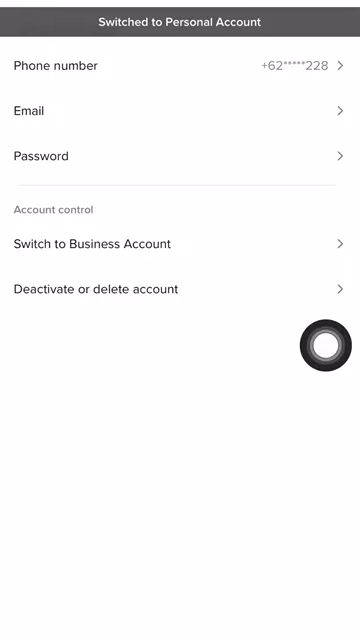 Switched to Personal Account
Phone number +62*****228
Email
Password
Account control
Switch to Business Account
Deactivate or delete account